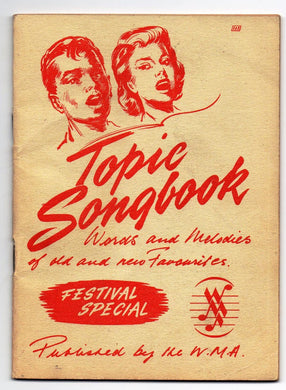 Topic
Songbook
Words and Melodies
of old and new Favourites.
FESTIVAL
SPECIAL
Published by the W.M.A.